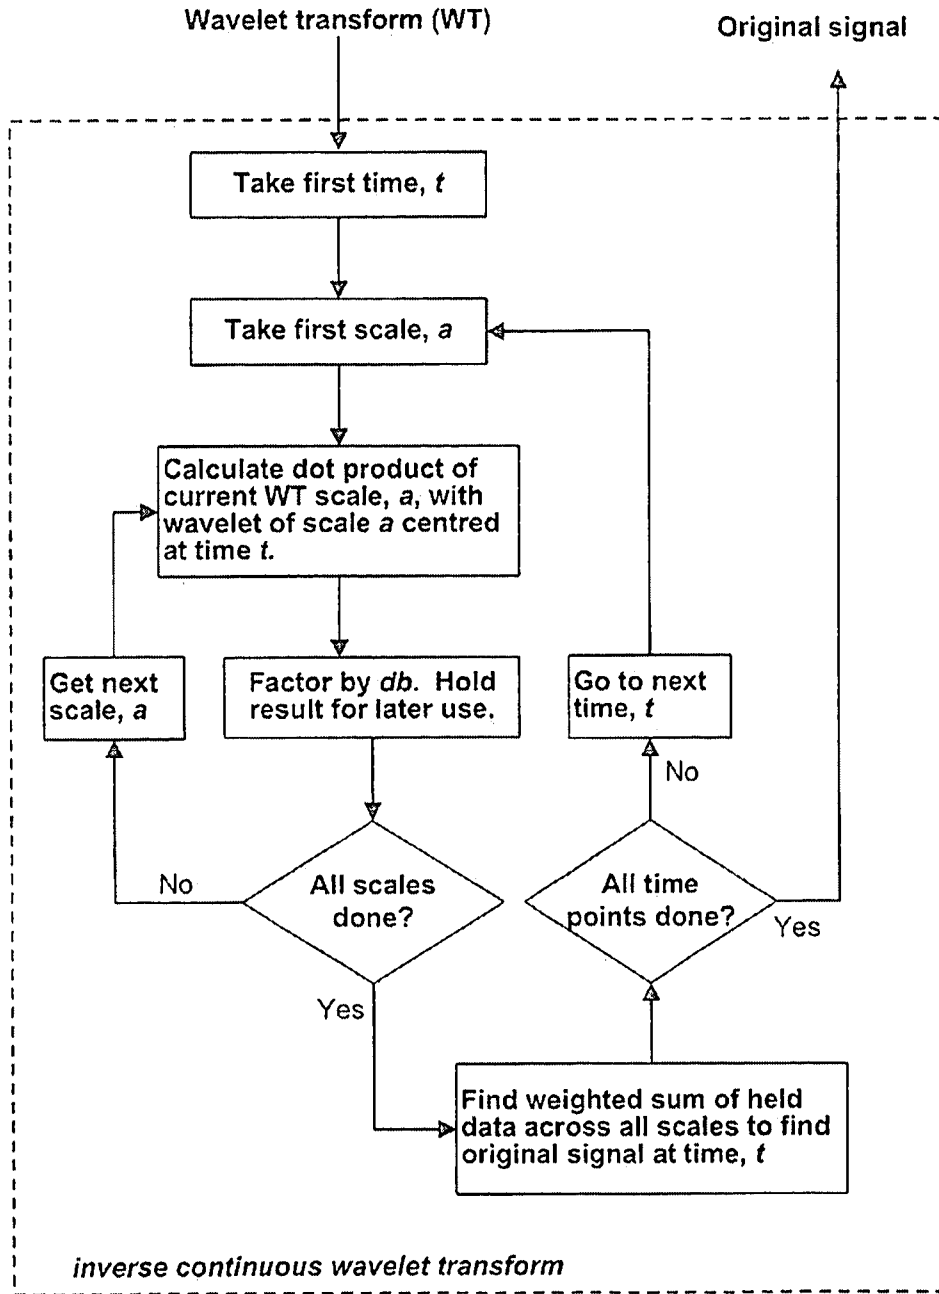 Wavelet transform (WT)
Original signal
Take first time, t
Take first scale, a
Calculate dot product of
current WT scale, a, with
wavelet of scale a centred
at time t.
Get next
scale, a
Factor by db. Hold
result for later use.
Go to next
time, t
No
No
All scales
done?
All time
points done?
Yes
Yes
Find weighted sum of held
data across all scales to find
original signal at time, t
inverse continuous wavelet transform